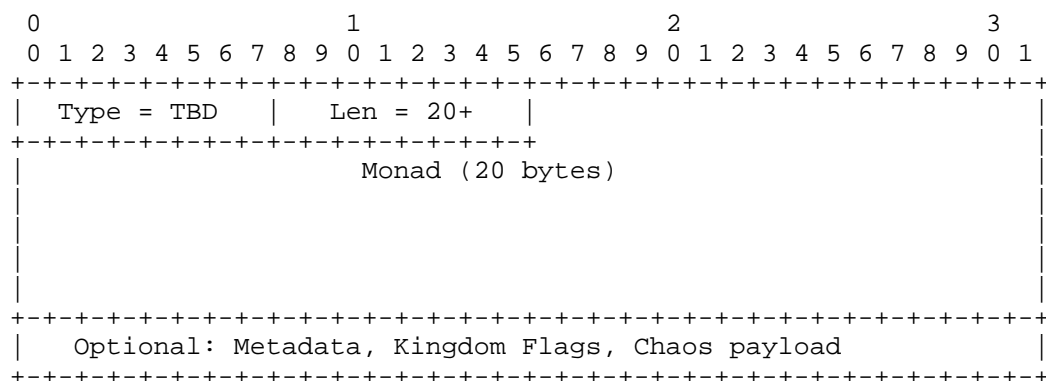 0                   1                   2                   3
0 1 2 3 4 5 6 7 8 9 0 1 2 3 4 5 6 7 8 9 0 1 2 3 4 5 6 7 8 9 0 1
+-+-+-+-+-+-+-+-+-+-+-+-+-+-+-+-+-+-+-+-+-+-+-+-+-+-+-+-+-+-+-+-+
|  Type = TBD   |   Len = 20+   |                               |
+-+-+-+-+-+-+-+-+-+-+-+-+-+-+-+-+                               |
|                     Monad (20 bytes)                          |
|                                                               |
|                                                               |
|                                                               |
|                                                               |
+-+-+-+-+-+-+-+-+-+-+-+-+-+-+-+-+-+-+-+-+-+-+-+-+-+-+-+-+-+-+-+-+
|   Optional: Metadata, Kingdom Flags, Chaos payload            |
+-+-+-+-+-+-+-+-+-+-+-+-+-+-+-+-+-+-+-+-+-+-+-+-+-+-+-+-+-+-+-+-+